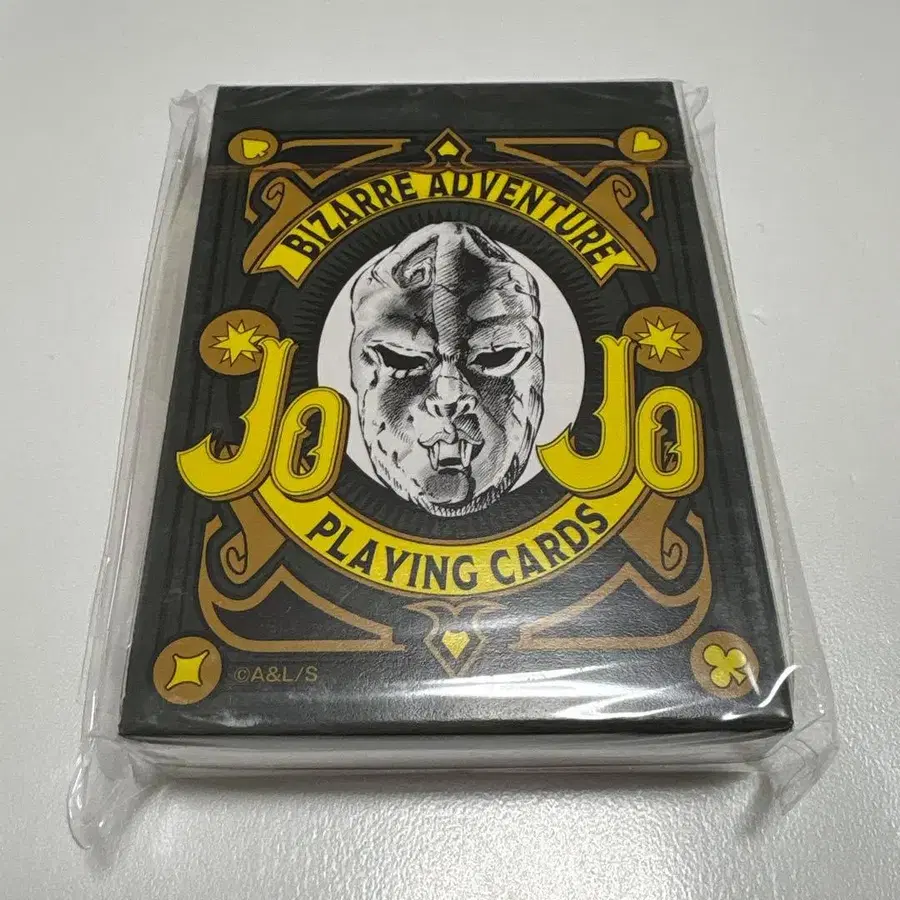 BIZARRE ADVENTURE
JoJo
PLAYING CARDS
©A&L/S